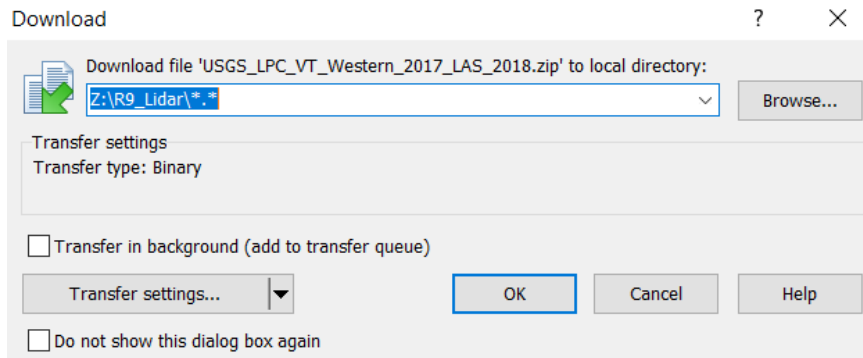 Download ? ×
Download file 'USGS_LPC_VT_Western_2017_LAS_2018.zip' to local directory:
Z:\R9_Lidar\*.* Browse...
Transfer settings
Transfer type: Binary
Transfer in background (add to transfer queue)
Transfer settings... OK Cancel Help
Do not show this dialog box again